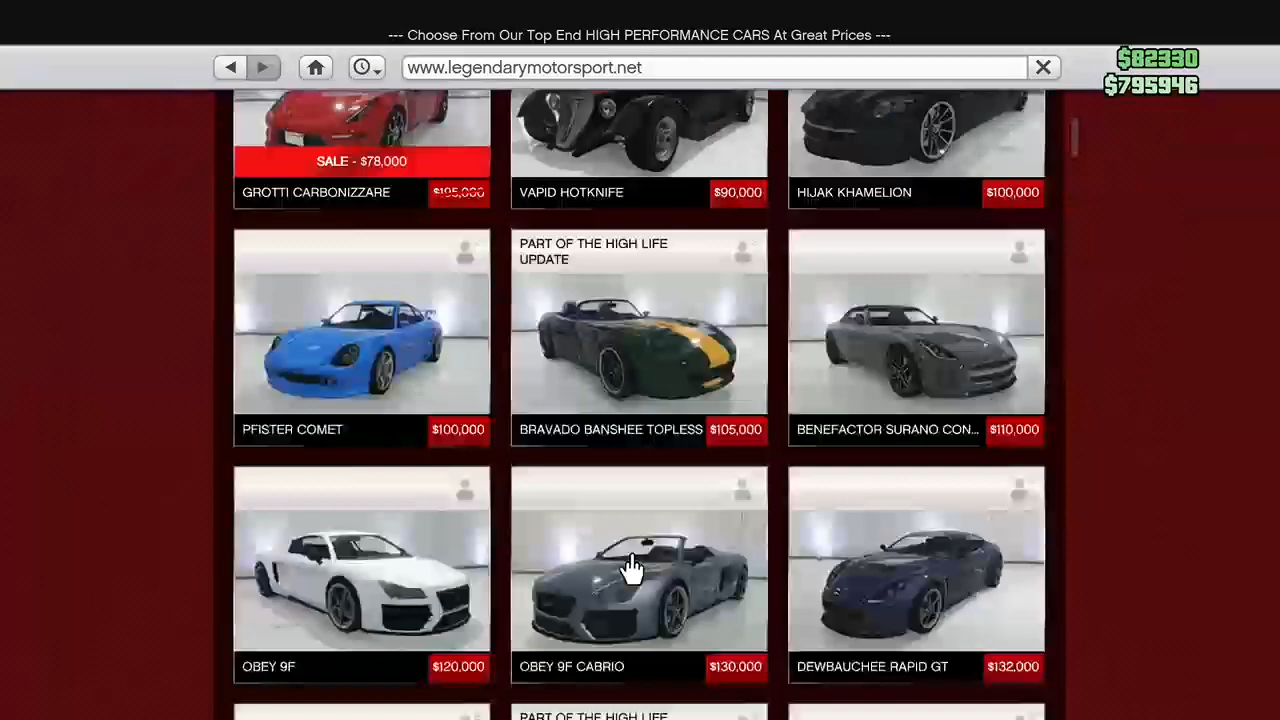 --- Choose From Our Top End HIGH PERFORMANCE CARS At Great Prices ---
www.legendarymotorsport.net
$82330
$795946
SALE - $78,000
GROTTI CARBONIZZARE
$195,000
VAPID HOTKNIFE
$90,000
HIJAK KHAMELION
$100,000
PART OF THE HIGH LIFE
UPDATE
PFISTER COMET
$100,000
BRAVADO BANSHEE TOPLESS
$105,000
BENEFACTOR SURANO CON...
$110,000
OBEY 9F
$120,000
OBEY 9F CABRIO
$130,000
DEWBAUCHEE RAPID GT
$132,000
PART OF THE HIGH LIFE